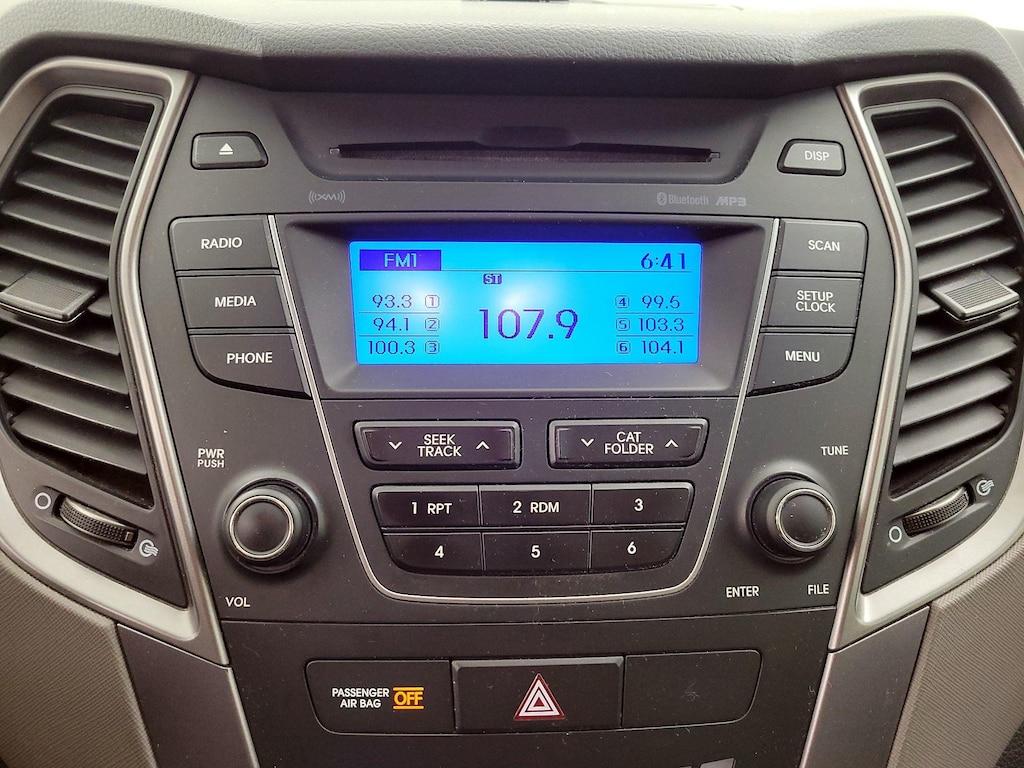 DISP
((XM)) Bluetooth MP3
RADIO
MEDIA
PHONE
FM1 6:41
ST
93.3 1
94.1 2
100.3 3
107.9
4 99.5
5 103.3
6 104.1
SCAN
SETUP
CLOCK
MENU
PWR
PUSH
SEEK
TRACK
CAT
FOLDER
TUNE
1 RPT 2 RDM 3
4 5 6
VOL
ENTER FILE
PASSENGER
AIR BAG OFF